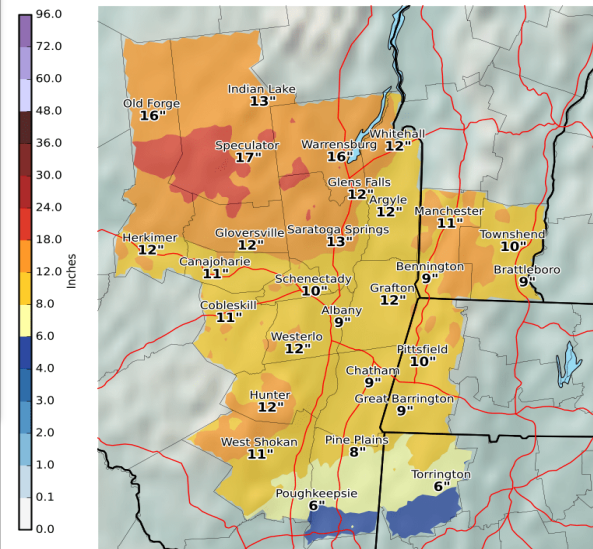 96.0
72.0
60.0
48.0
36.0
30.0
24.0
18.0
12.0
8.0
6.0
4.0
3.0
2.0
1.0
0.1
0.0
Inches
Old Forge
16"
Indian Lake
13"
Speculator
17"
Warrensburg
16"
Whitehall
12"
Glens Falls
12"
Argyle
12"
Manchester
11"
Townshend
10"
Herkimer
12"
Gloversville
12"
Saratoga Springs
13"
Canajoharie
11"
Schenectady
10"
Bennington
9"
Brattleboro
9"
Grafton
12"
Cobleskill
11"
Albany
9"
Westerlo
12"
Pittsfield
10"
Chatham
9"
Hunter
12"
Great Barrington
9"
West Shokan
11"
Pine Plains
8"
Torrington
6"
Poughkeepsie
6"